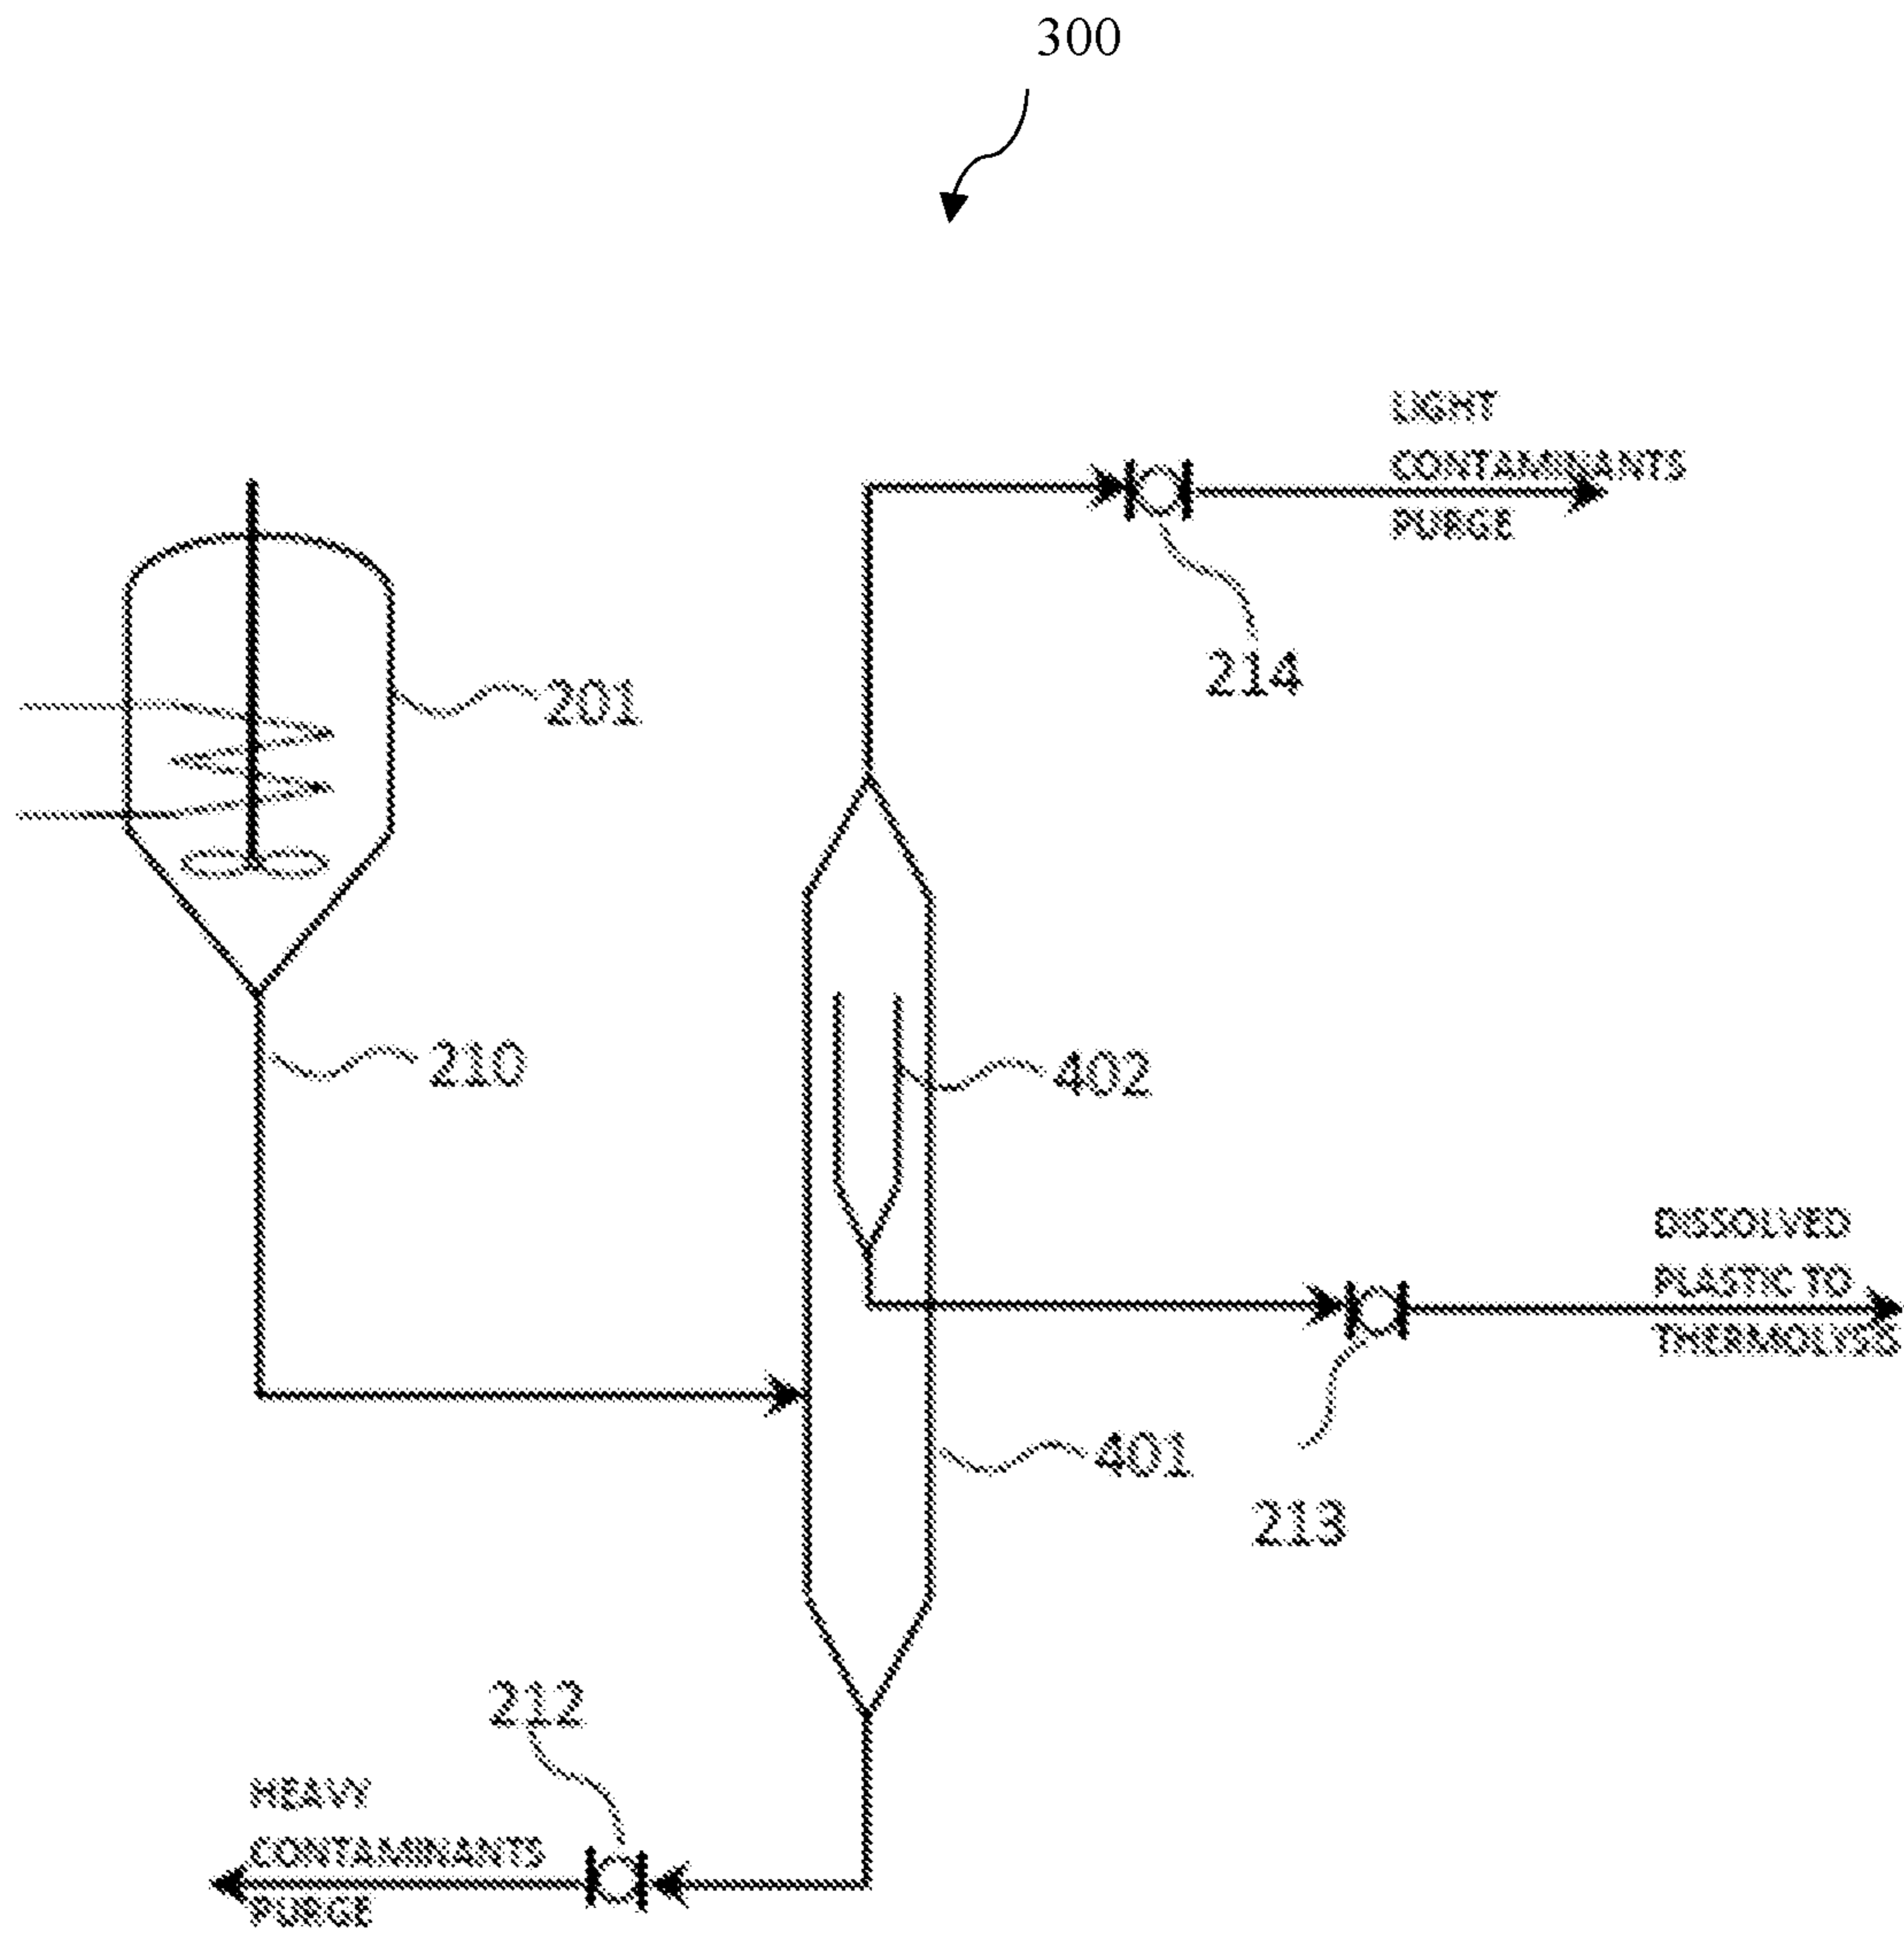 300
LIGHT
CONTAMINANTS
PURGE
214
201
210
402
DISSOLVED
PLASTIC TO
THERMOLYSIS
401
213
212
HEAVY
CONTAMINANTS
PURGE